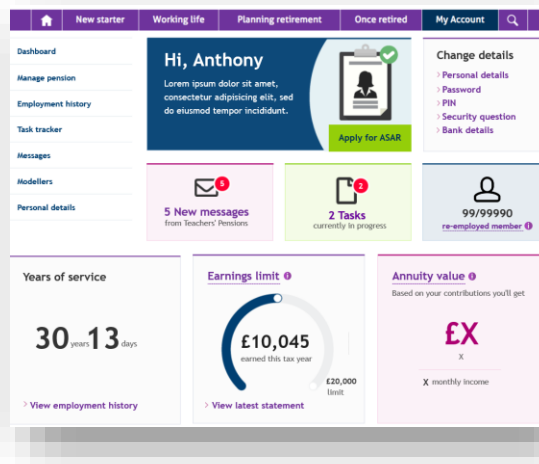 New starter
Working life
Planning retirement
Once retired
My Account
Dashboard
Manage pension
Employment history
Task tracker
Messages
Modellers
Personal details
Hi, Anthony
Lorem ipsum dolor sit amet,
consectetur adipisicing elit, sed
do eiusmod tempor incididunt.
Apply for ASAR
Change details
> Personal details
> Password
> PIN
> Security question
> Bank details
5
5 New messages
from Teachers' Pensions
2
2 Tasks
currently in progress
99/99990
re-employed member i
Years of service
30 years 13 days
> View employment history
Earnings limit i
£10,045
earned this tax year
£20,000
limit
> View latest statement
Annuity value i
Based on your contributions you'll get
£X
X
X monthly income